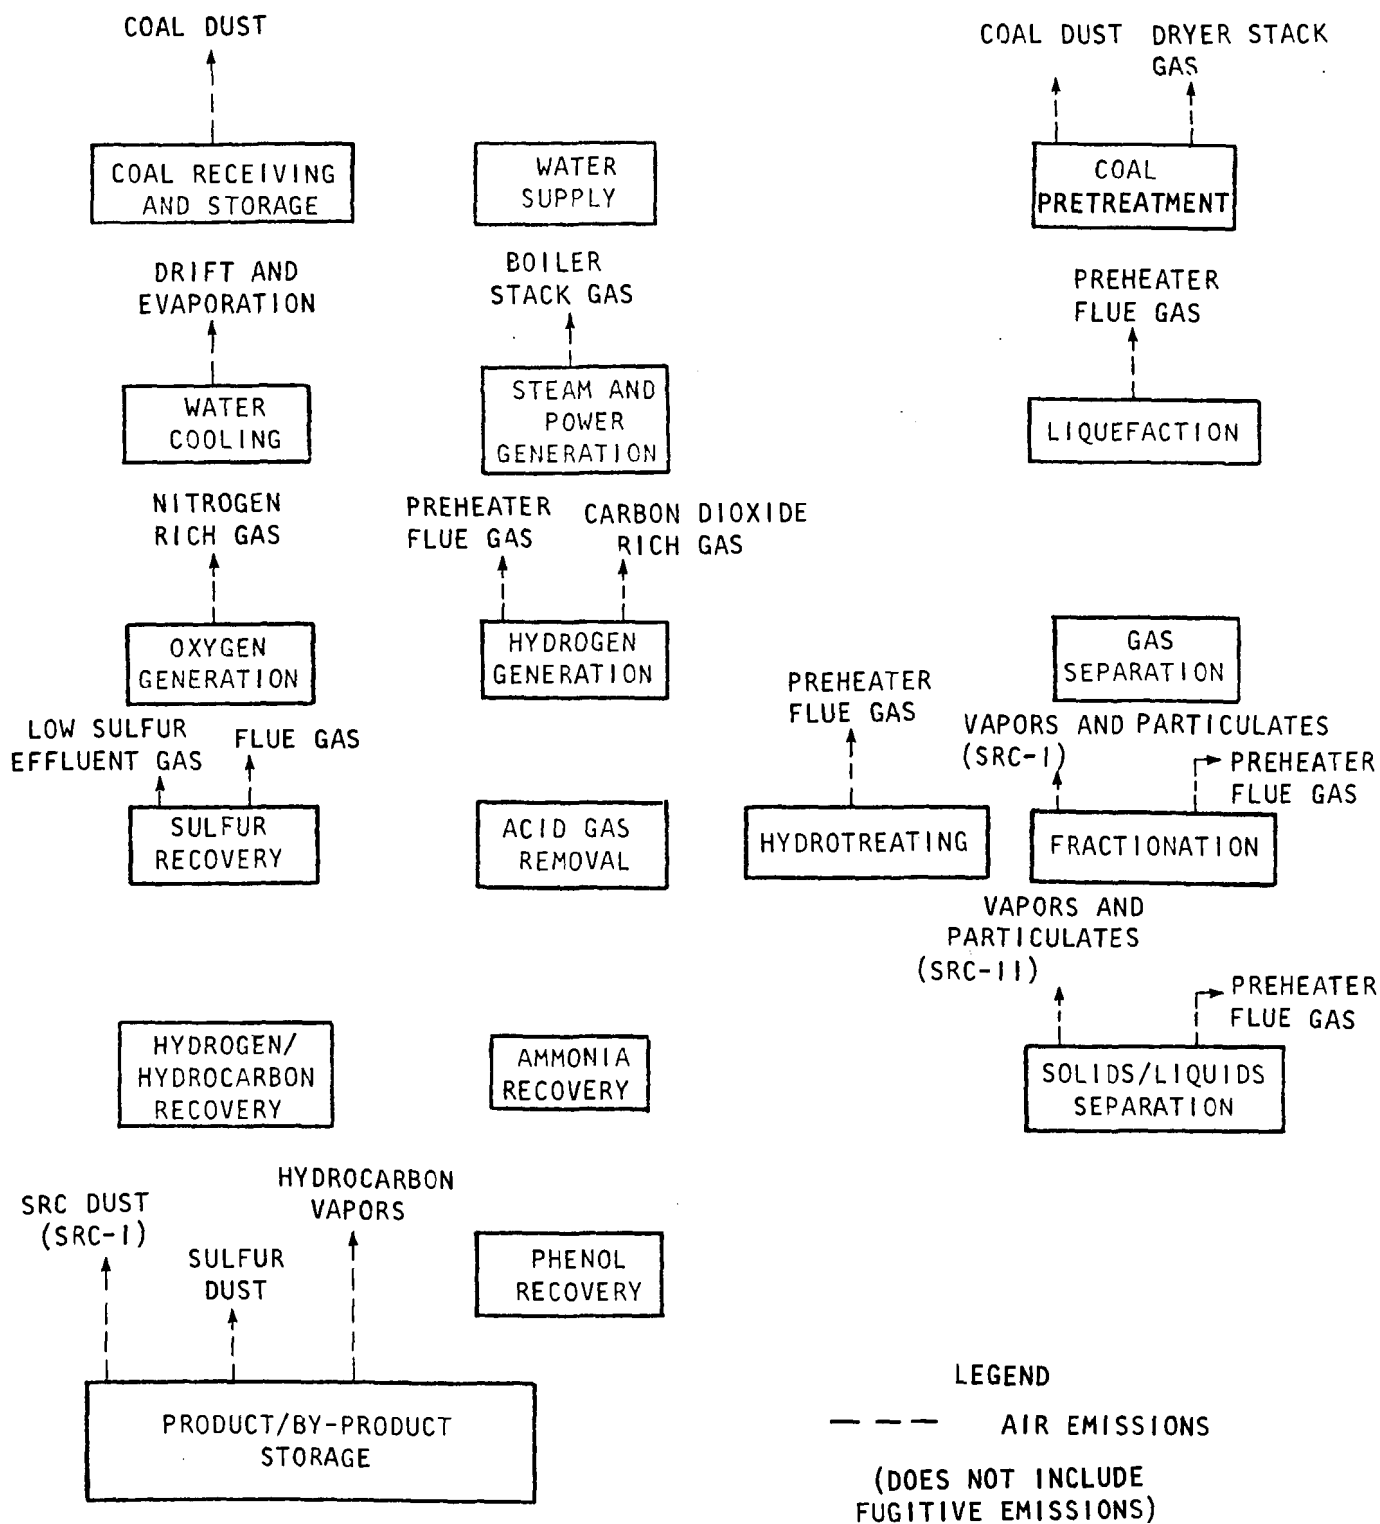 COAL DUST
COAL RECEIVING
AND STORAGE
WATER
SUPPLY
COAL DUST
DRYER STACK
GAS
COAL
PRETREATMENT
DRIFT AND
EVAPORATION
WATER
COOLING
BOILER
STACK GAS
STEAM AND
POWER
GENERATION
PREHEATER
FLUE GAS
LIQUEFACTION
NITROGEN
RICH GAS
OXYGEN
GENERATION
PREHEATER
FLUE GAS
CARBON DIOXIDE
RICH GAS
HYDROGEN
GENERATION
GAS
SEPARATION
LOW SULFUR
EFFLUENT GAS
FLUE GAS
SULFUR
RECOVERY
ACID GAS
REMOVAL
PREHEATER
FLUE GAS
HYDROTREATING
VAPORS AND PARTICULATES
(SRC-I)
PREHEATER
FLUE GAS
FRACTIONATION
VAPORS AND
PARTICULATES
(SRC-II)
PREHEATER
FLUE GAS
SOLIDS/LIQUIDS
SEPARATION
HYDROGEN/
HYDROCARBON
RECOVERY
AMMONIA
RECOVERY
SRC DUST
(SRC-I)
SULFUR
DUST
HYDROCARBON
VAPORS
PHENOL
RECOVERY
PRODUCT/BY-PRODUCT
STORAGE
LEGEND
AIR EMISSIONS
(DOES NOT INCLUDE
FUGITIVE EMISSIONS)